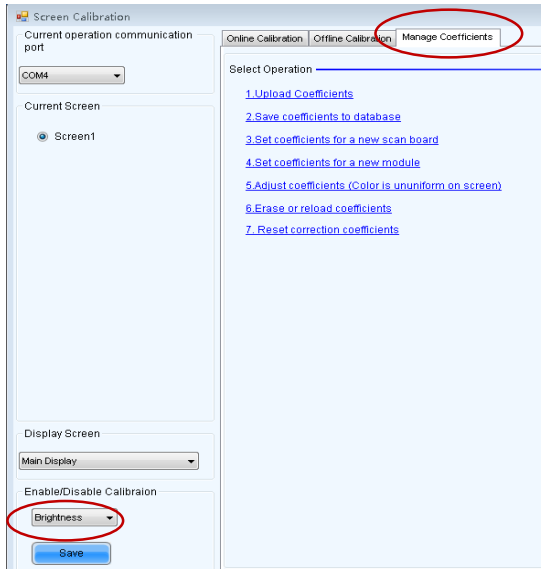 Screen Calibration
Current operation communication
port
COM4
Current Screen
Screen1
Display Screen
Main Display
Enable/Disable Calibraion
Brightness
Save
Online Calibration
Offline Calibration
Manage Coefficients
Select Operation
1.Upload Coefficients
2.Save coefficients to database
3.Set coefficients for a new scan board
4.Set coefficients for a new module
5.Adjust coefficients (Color is ununiform on screen)
6.Erase or reload coefficients
7. Reset correction coefficients